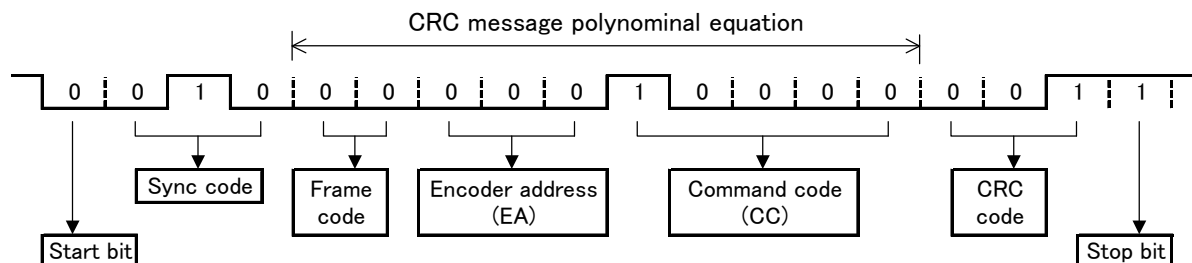 CRC message polynominal equation
0 0 1 0 0 0 0 0 0 1 0 0 0 0 0 0 1 1
Sync code
Frame code
Encoder address (EA)
Command code (CC)
CRC code
Start bit
Stop bit